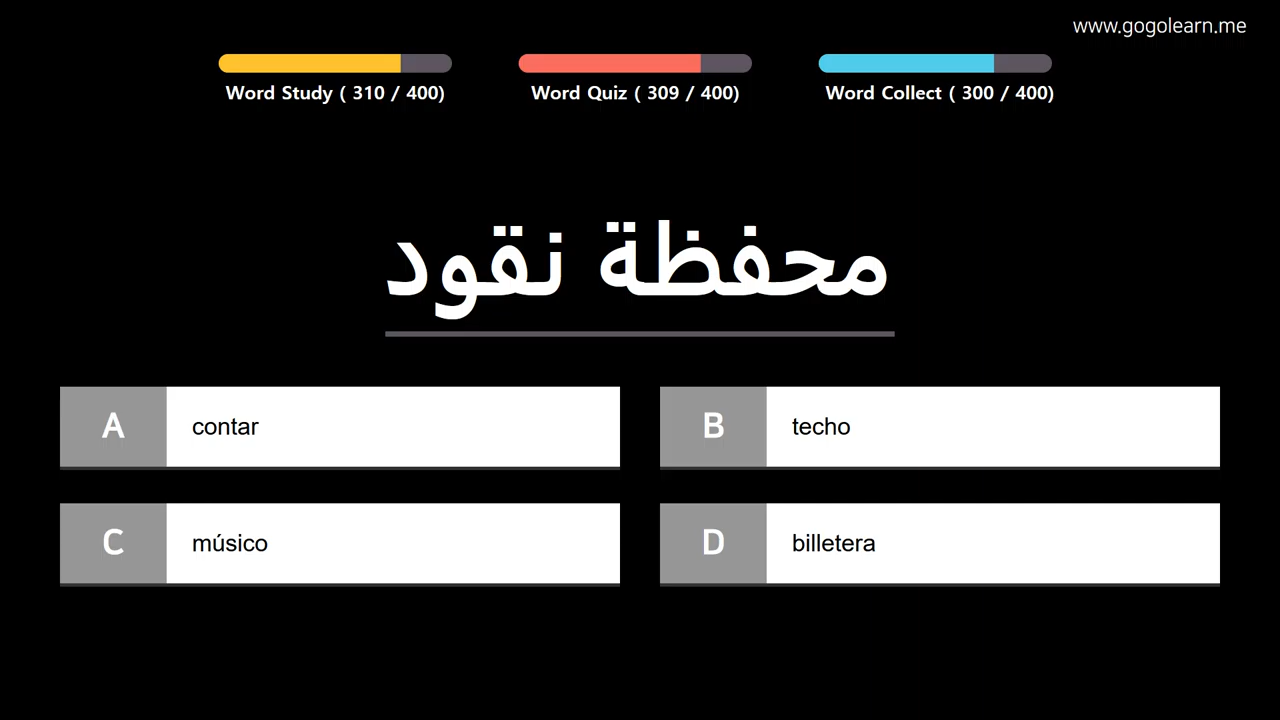 www.gogolearn.me
Word Study ( 310 / 400)
Word Quiz ( 309 / 400)
Word Collect ( 300 / 400)
محفظة نقود
A contar
B techo
C músico
D billetera